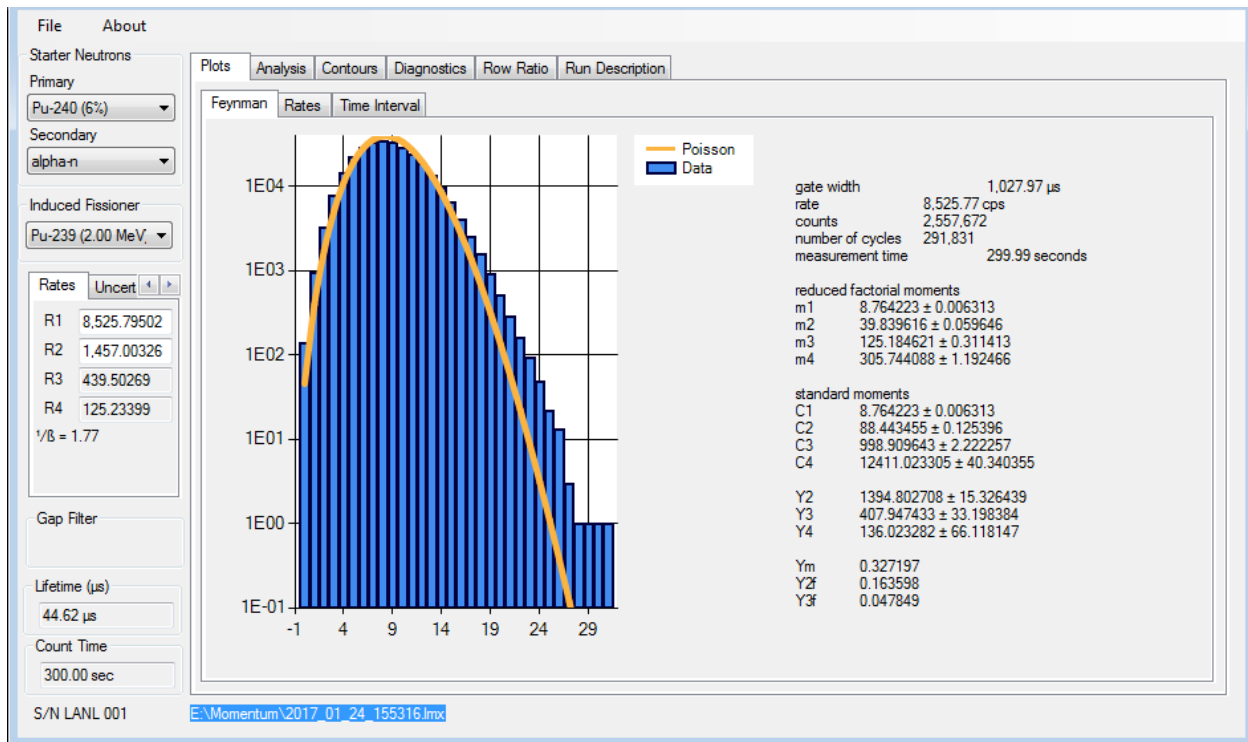 File About
Starter Neutrons
Primary
Pu-240 (6%)
Secondary
alpha-n
Induced Fissioner
Pu-239 (2.00 MeV,
Rates Uncert
R1 8,525.79502
R2 1,457.00326
R3 439.50269
R4 125.23399
¹/ß = 1.77
Gap Filter
Lifetime (µs)
44.62 µs
Count Time
300.00 sec
S/N LANL 001
Plots Analysis Contours Diagnostics Row Ratio Run Description
Feynman Rates Time Interval
1E04
1E03
1E02
1E01
1E00
1E-01
-1 4 9 14 19 24 29
Poisson
Data
gate width 1,027.97 µs
rate 8,525.77 cps
counts 2,557,672
number of cycles 291,831
measurement time 299.99 seconds
reduced factorial moments
m1 8.764223 ± 0.006313
m2 39.839616 ± 0.059646
m3 125.184621 ± 0.311413
m4 305.744088 ± 1.192466
standard moments
C1 8.764223 ± 0.006313
C2 88.443455 ± 0.125396
C3 998.909643 ± 2.222257
C4 12411.023305 ± 40.340355
Y2 1394.802708 ± 15.326439
Y3 407.947433 ± 33.198384
Y4 136.023282 ± 66.118147
Ym 0.327197
Y2f 0.163598
Y3f 0.047849
E:\Momentum\2017_01_24_155316.lmx